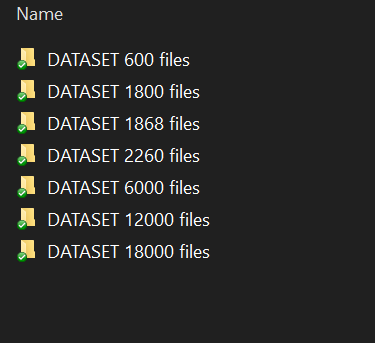 Name
DATASET 600 files
DATASET 1800 files
DATASET 1868 files
DATASET 2260 files
DATASET 6000 files
DATASET 12000 files
DATASET 18000 files